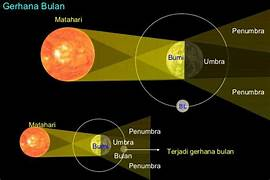 Gerhana Bulan
Matahari
Penumbra
Bumi
Umbra
Penumbra
BL
Matahari
Penumbra
Umbra
Bumi
Bulan
Terjadi gerhana bulan
Penumbra